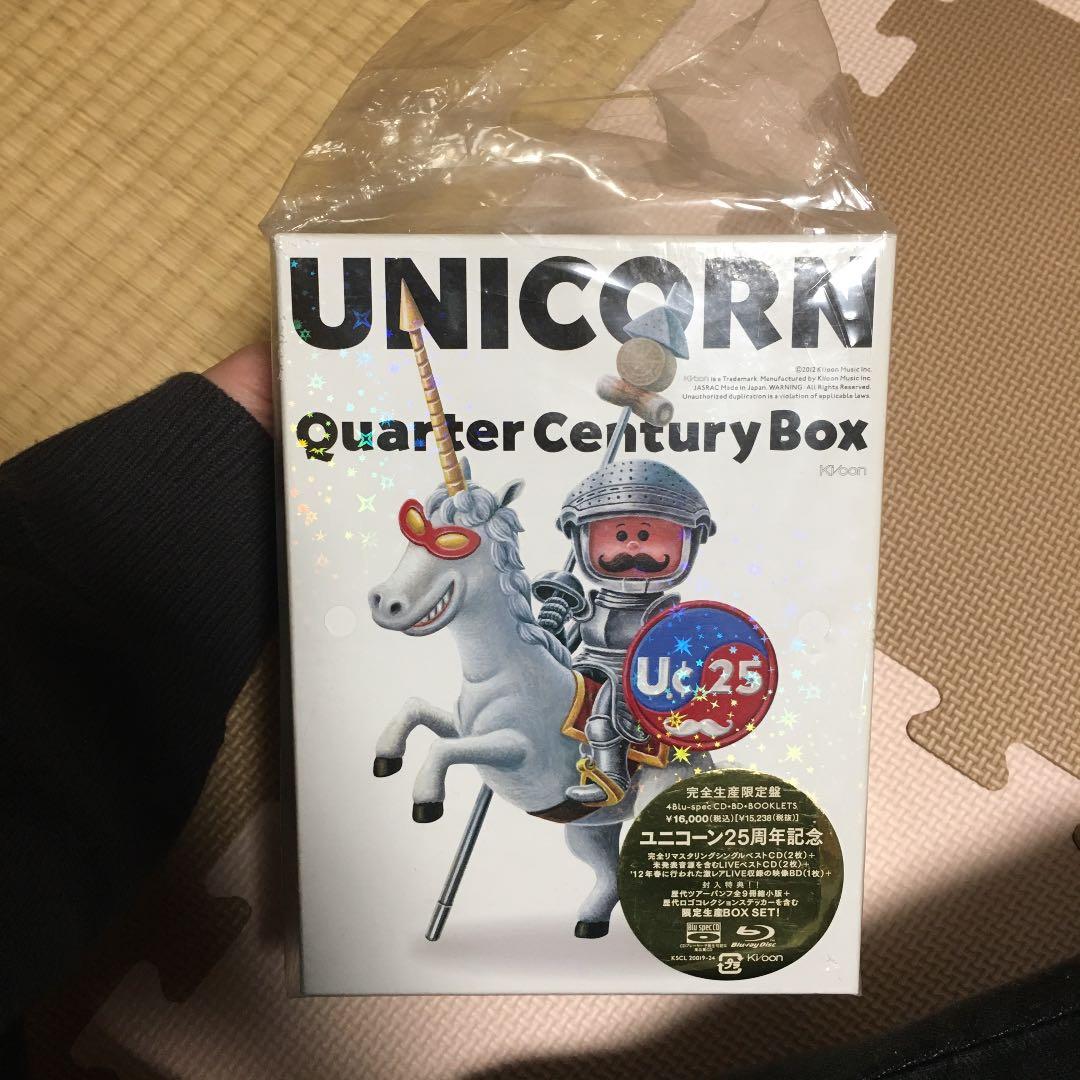 UNICORN
©2012 Ki/oon Music Inc.
Ki/oon is a Trademark. Manufactured by Ki/oon Music Inc.
JASRAC Made in Japan. WARNING: All Rights Reserved.
Unauthorized duplication is a violation of applicable laws.
Quarter Century Box
Ki/oon
U¢25
完全生産限定盤
4Blu-spec CD+BD+BOOKLETS
¥16,000(税込)[¥15,238(税抜)]
ユニコーン25周年記念
完全リマスタリングシングルベストCD(2枚)+
未発表音源を含むLIVEベストCD(2枚)+
'12年春に行われた激レアLIVE収録の映像BD(1枚)+
封入特典!!
歴代ツアーパンフ全9冊縮小版+
歴代ロゴコレクションステッカーを含む
限定生産BOX SET!
Blu spec CD
Blu-ray Disc
KSCL 20019-24
プラ
Ki/oon